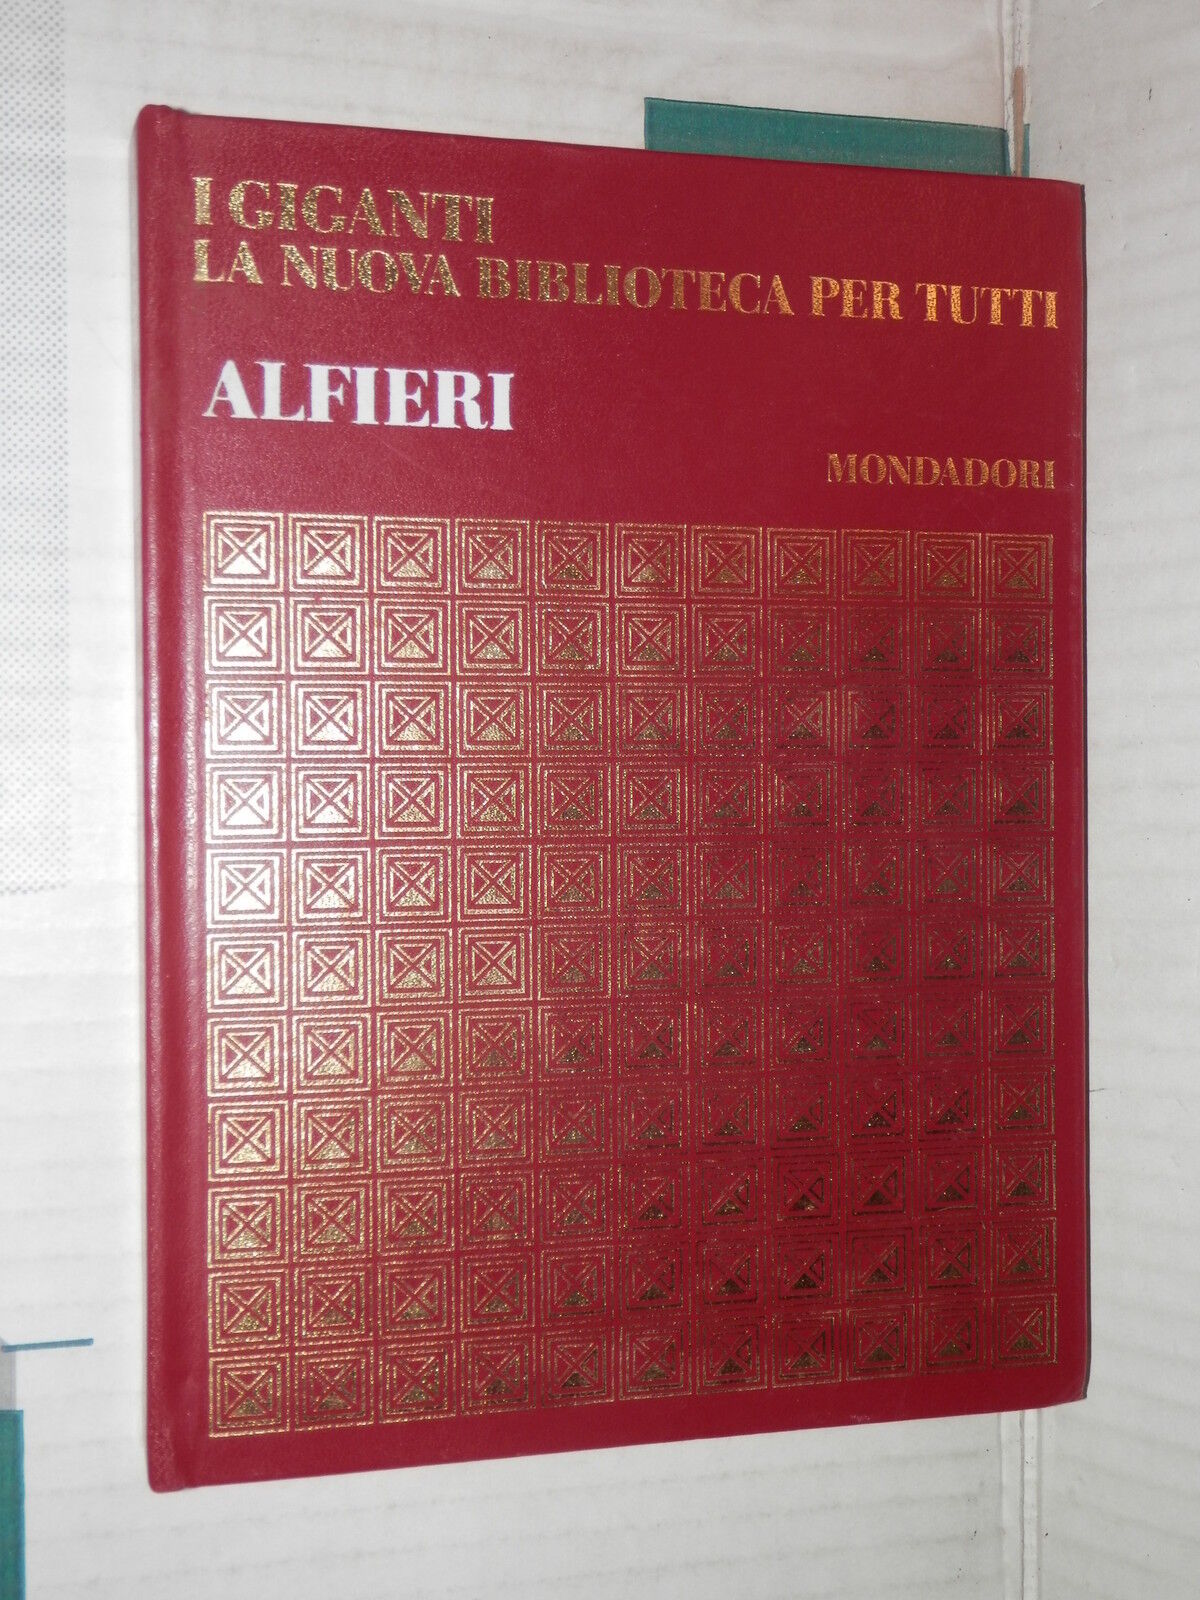 I GIGANTI
LA NUOVA BIBLIOTECA PER TUTTI
ALFIERI
MONDADORI